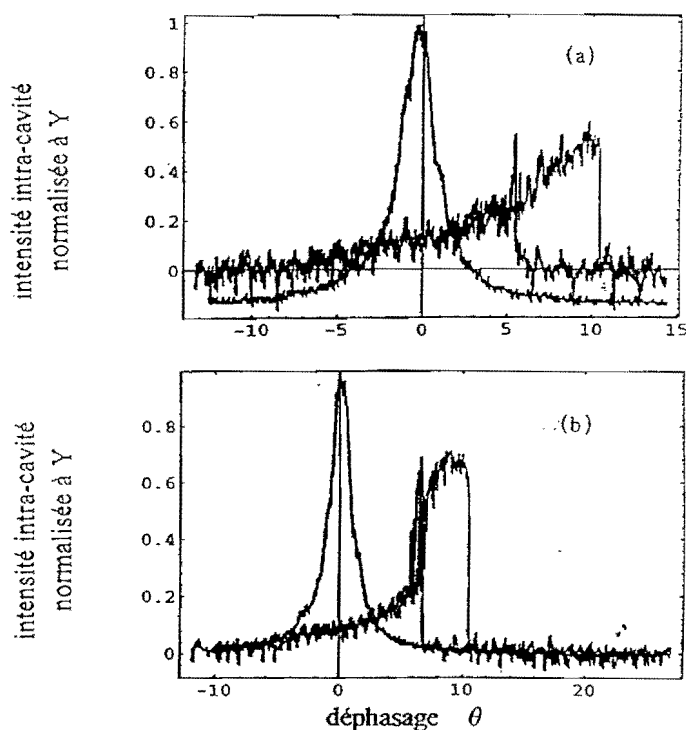 intensité intra-cavité
normalisée à Y
1
0.8
0.6
0.4
0.2
0
(a)
-10 -5 0 5 10 15
intensité intra-cavité
normalisée à Y
0.8
0.6
0.4
0.2
0
(b)
-10 0 10 20
déphasage θ